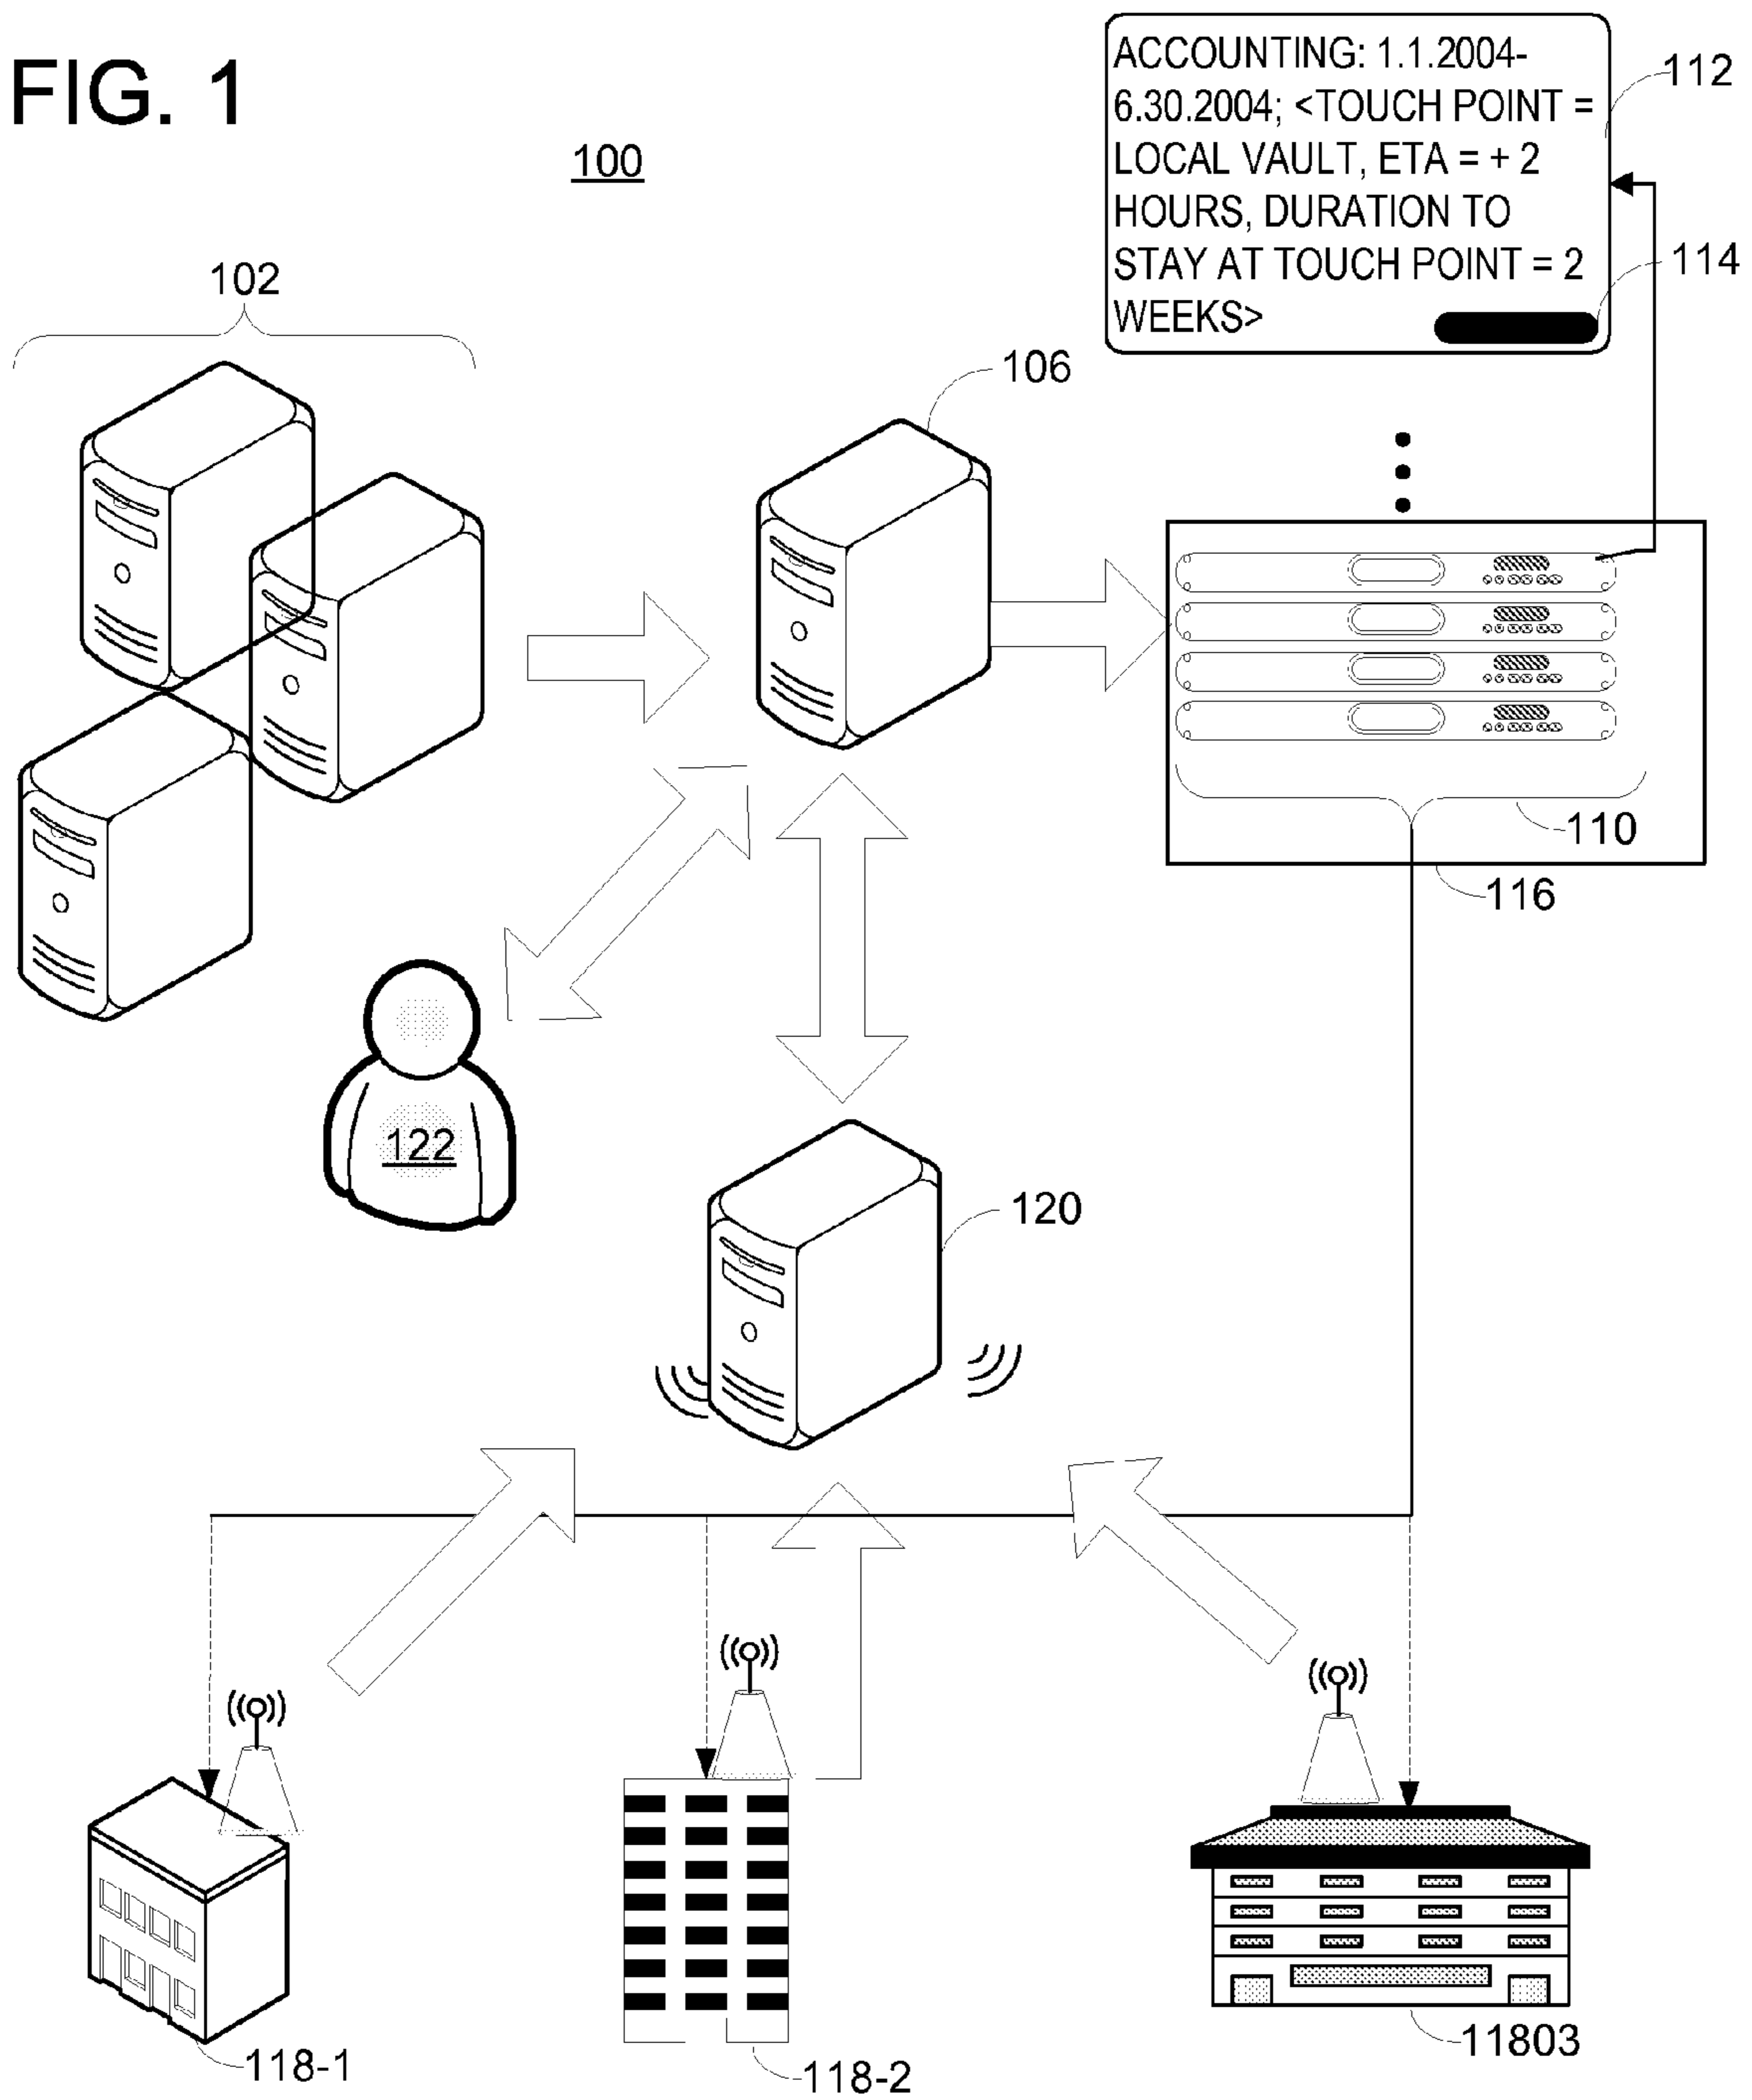 FIG. 1
100
ACCOUNTING: 1.1.2004-
6.30.2004; <TOUCH POINT =
LOCAL VAULT, ETA = + 2
HOURS, DURATION TO
STAY AT TOUCH POINT = 2
WEEKS>
112
114
102
106
110
116
122
120
118-1
118-2
11803